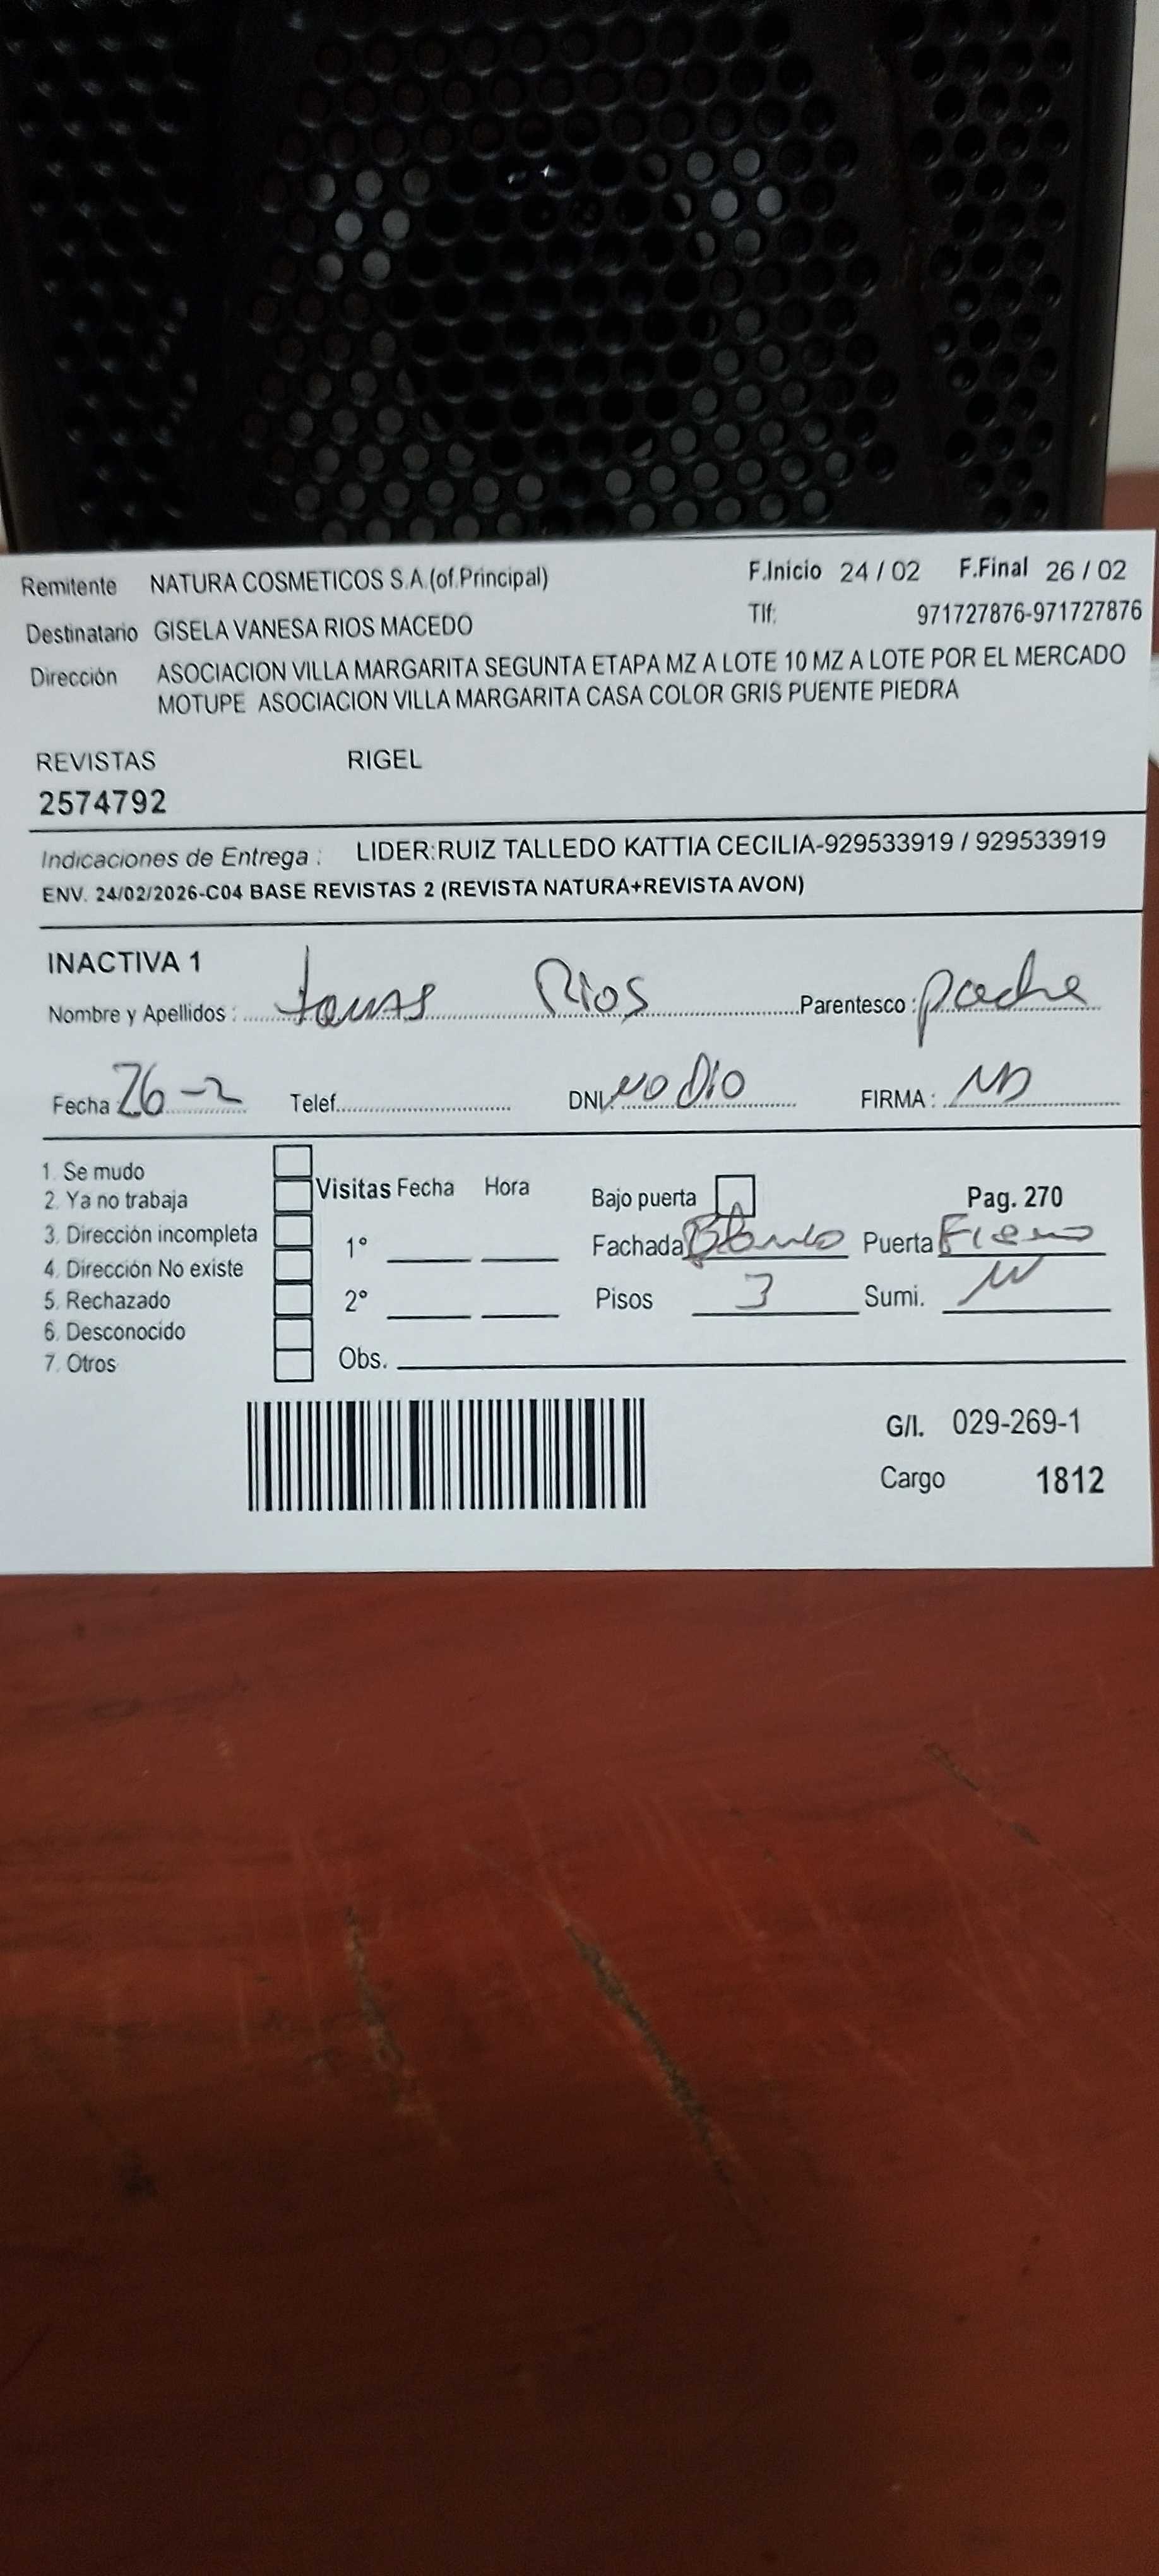 Remitente NATURA COSMETICOS S.A.(of.Principal) F.Inicio 24 / 02 F.Final 26 / 02
Destinatario GISELA VANESA RIOS MACEDO Tlf: 971727876-971727876
Dirección ASOCIACION VILLA MARGARITA SEGUNTA ETAPA MZ A LOTE 10 MZ A LOTE POR EL MERCADO
MOTUPE ASOCIACION VILLA MARGARITA CASA COLOR GRIS PUENTE PIEDRA
REVISTAS RIGEL
2574792
Indicaciones de Entrega : LIDER:RUIZ TALLEDO KATTIA CECILIA-929533919 / 929533919
ENV. 24/02/2026-C04 BASE REVISTAS 2 (REVISTA NATURA+REVISTA AVON)
INACTIVA 1
Nombre y Apellidos : Rios Parentesco : padre
Fecha 26-2 Telef. DNI. NO DIO FIRMA :
1. Se mudo
2. Ya no trabaja Visitas Fecha Hora Bajo puerta Pag. 270
3. Dirección incompleta 1° Fachada Blanco Puerta Fierro
4. Dirección No existe
5. Rechazado 2° Pisos 3 Sumi.
6. Desconocido
7. Otros Obs.
G/I. 029-269-1
Cargo 1812